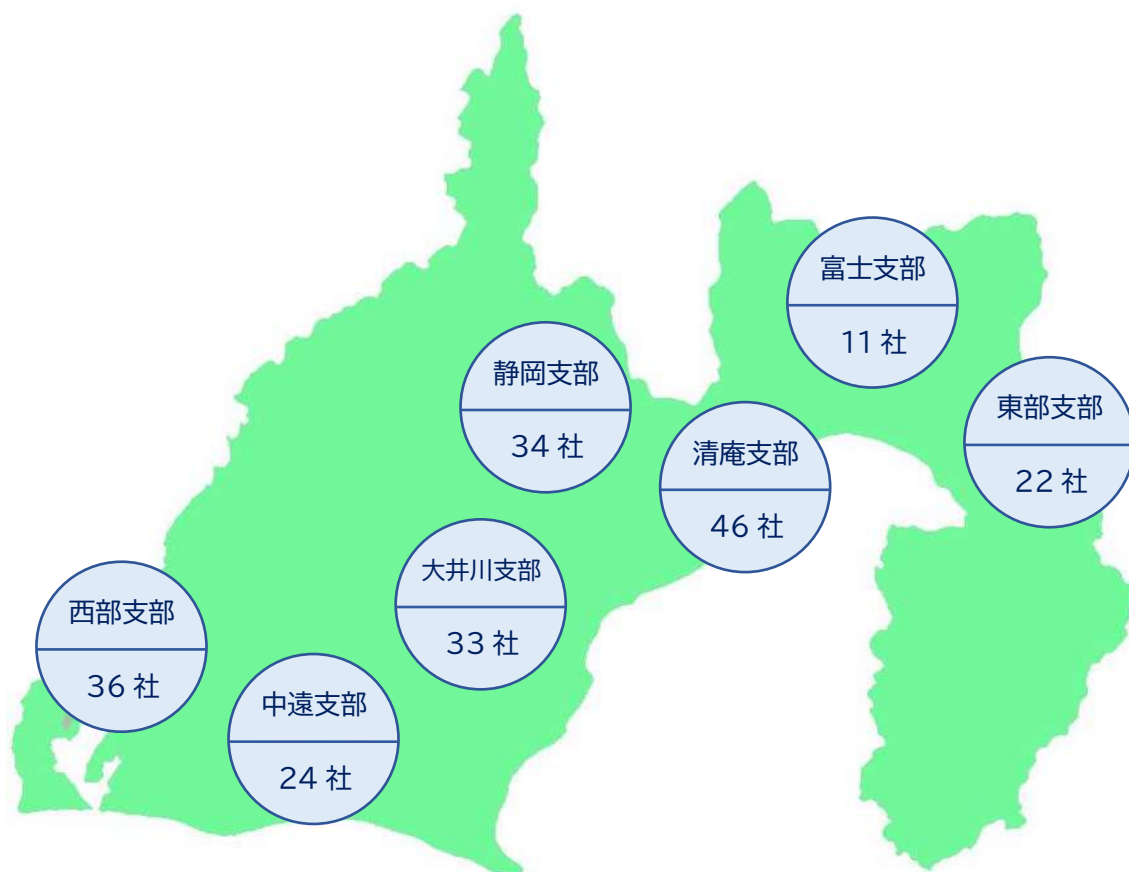 富士支部
11 社
静岡支部
34 社
東部支部
22 社
清庵支部
46 社
大井川支部
33 社
西部支部
36 社
中遠支部
24 社